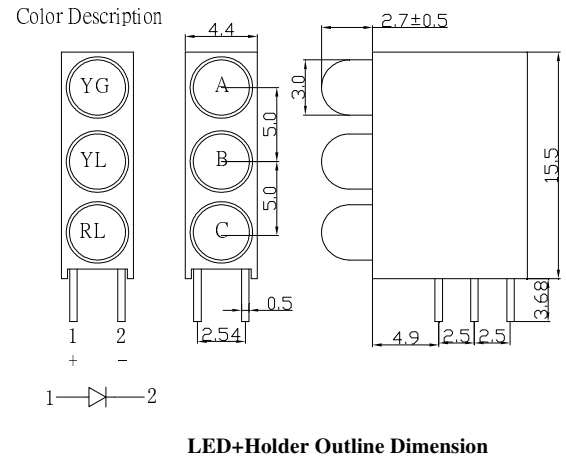 Color Description
4.4
2.7±0.5
YG
A
3.0
5.0
YL
B
15.5
5.0
RL
C
0.5
3.68
1 2
2.54
4.9
2.5
2.5
+ −
1 2
LED+Holder Outline Dimension